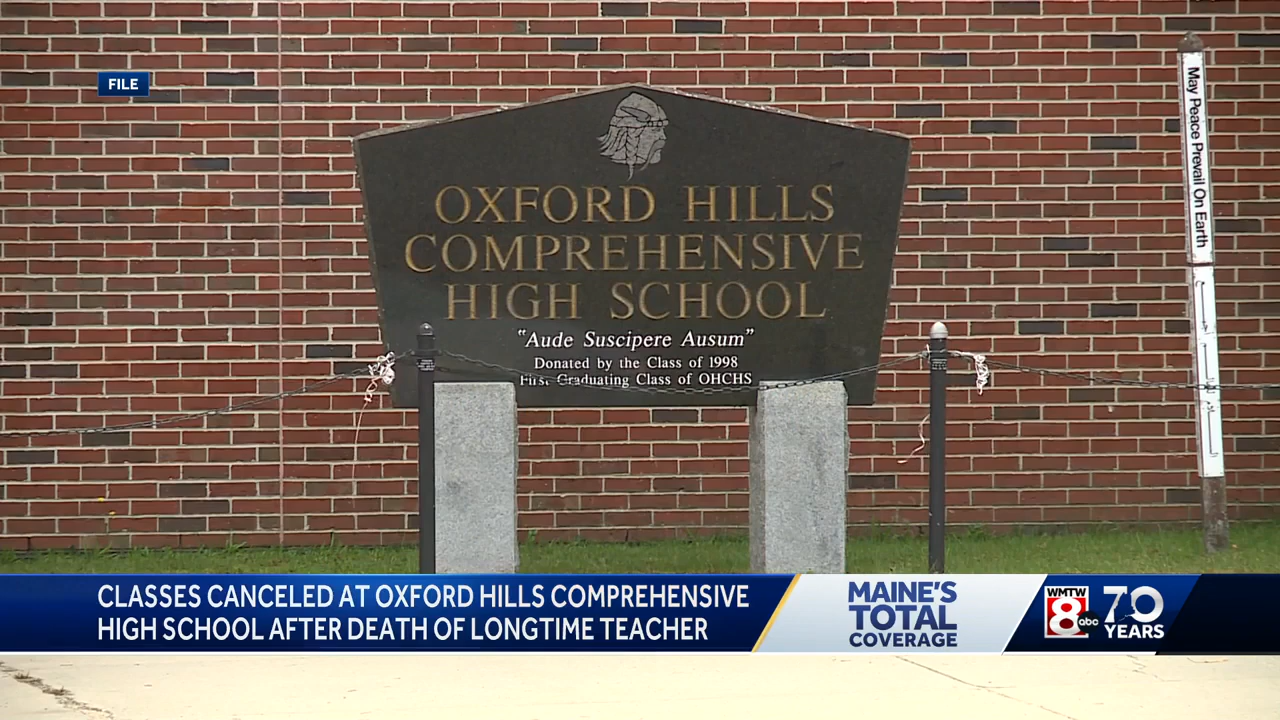 FILE
OXFORD HILLS
COMPREHENSIVE
HIGH SCHOOL
"Aude Suscipere Ausum"
Donated by the Class of 1998
First Graduating Class of OHCHS
May Peace Prevail On Earth
CLASSES CANCELED AT OXFORD HILLS COMPREHENSIVE
HIGH SCHOOL AFTER DEATH OF LONGTIME TEACHER
MAINE'S
TOTAL
COVERAGE
WMTW
8
abc
70
YEARS